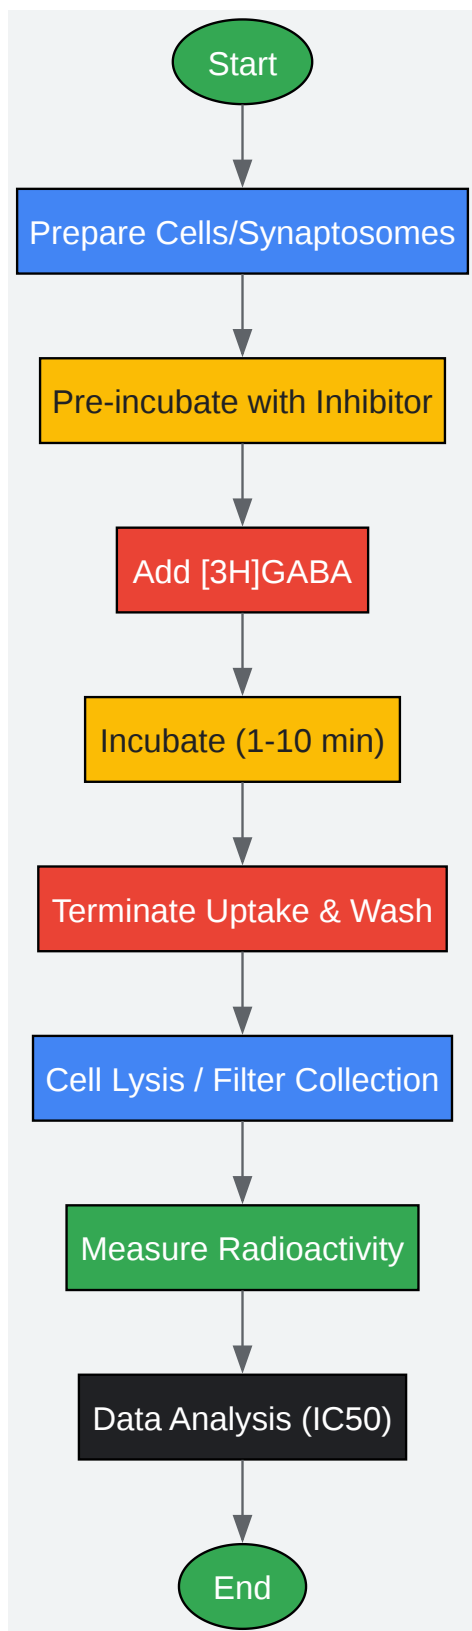 Start
Prepare Cells/Synaptosomes
Pre-incubate with Inhibitor
Add [3H]GABA
Incubate (1-10 min)
Terminate Uptake & Wash
Cell Lysis / Filter Collection
Measure Radioactivity
Data Analysis (IC50)
End